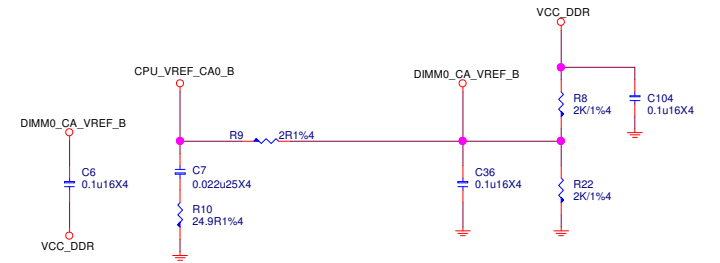 VCC_DDR
CPU_VREF_CA0_B
DIMM0_CA_VREF_B
R8
2K/1%4
C104
0.1u16X4
DIMM0_CA_VREF_B
R9
2R1%4
C6
0.1u16X4
C7
0.022u25X4
C36
0.1u16X4
R22
2K/1%4
R10
24.9R1%4
VCC_DDR